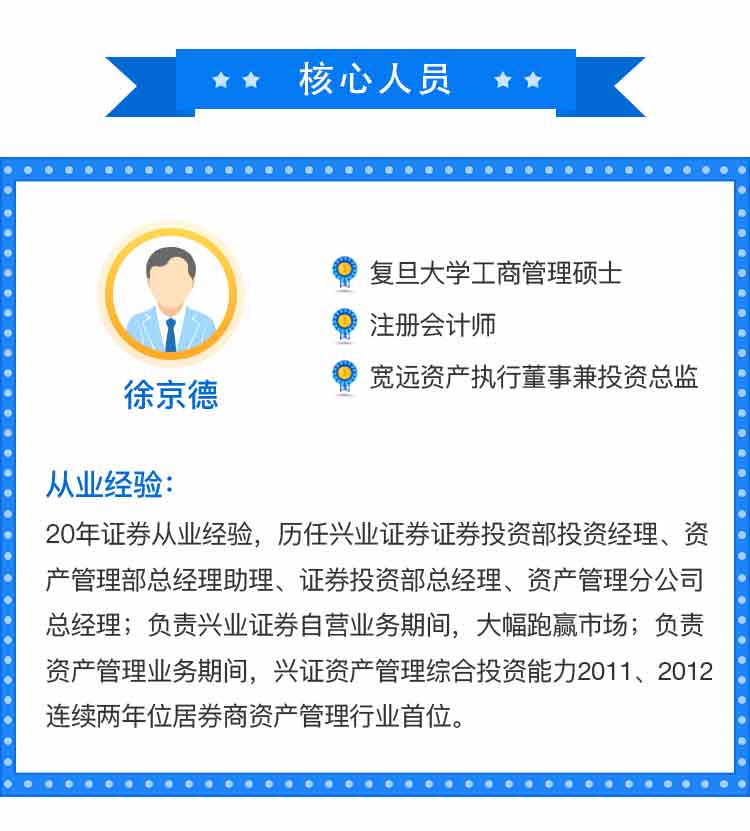 核心人员
复旦大学工商管理硕士
注册会计师
宽远资产执行董事兼投资总监
徐京德
从业经验：
20年证券从业经验，历任兴业证券证券投资部投资经理、资
产管理部总经理助理、证券投资部总经理、资产管理分公司
总经理；负责兴业证券自营业务期间，大幅跑赢市场；负责
资产管理业务期间，兴证资产管理综合投资能力2011、2012
连续两年位居券商资产管理行业首位。